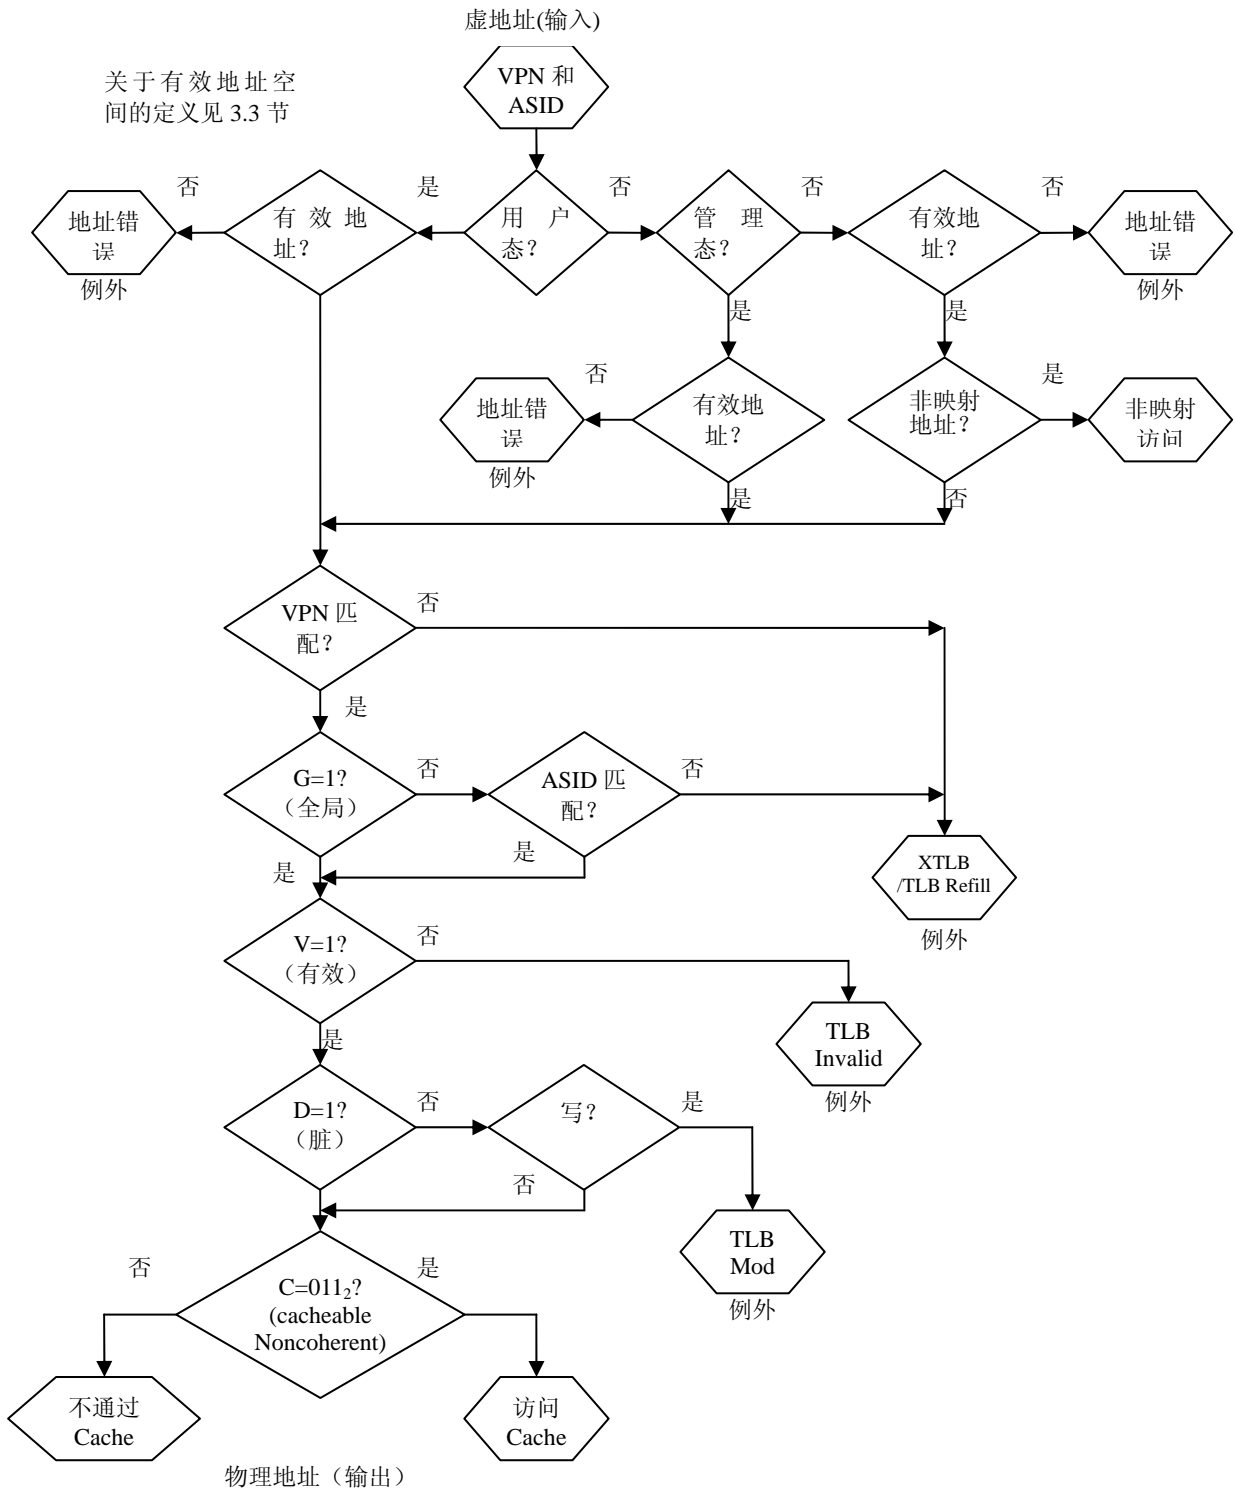 虚地址(输入)
关于有效地址空
间的定义见 3.3 节
VPN 和
ASID
否
是
否
否
否
地址错
误
例外
有 效 地
址？
用 户
态？
管 理
态？
有效地
址？
地址错
误
例外
是
是
否
是
地址错
误
例外
有效地
址？
非映射
地址？
非映射
访问
是
否
VPN 匹
配？
否
是
G=1?
（全局）
否
ASID 匹
配？
否
是
是
XTLB
/TLB Refill
例外
V=1?
（有效）
否
是
TLB
Invalid
例外
D=1?
（脏）
否
写？
是
否
TLB
Mod
例外
否
是
C=011₂?
(cacheable
Noncoherent)
不通过
Cache
访问
Cache
物理地址（输出）